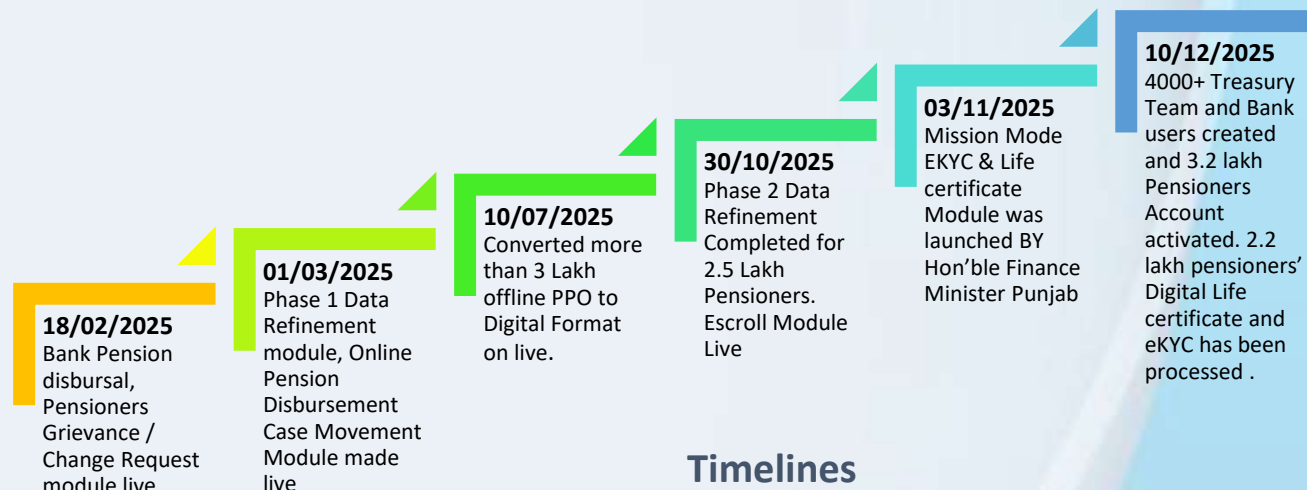 18/02/2025
Bank Pension
disbursal,
Pensioners
Grievance /
Change Request
module live
01/03/2025
Phase 1 Data
Refinement
module, Online
Pension
Disbursement
Case Movement
Module made
live
10/07/2025
Converted more
than 3 Lakh
offline PPO to
Digital Format
on live.
30/10/2025
Phase 2 Data
Refinement
Completed for
2.5 Lakh
Pensioners.
Escroll Module
Live
03/11/2025
Mission Mode
EKYC & Life
certificate
Module was
launched BY
Hon’ble Finance
Minister Punjab
10/12/2025
4000+ Treasury
Team and Bank
users created
and 3.2 lakh
Pensioners
Account
activated. 2.2
lakh pensioners’
Digital Life
certificate and
eKYC has been
processed .
Timelines